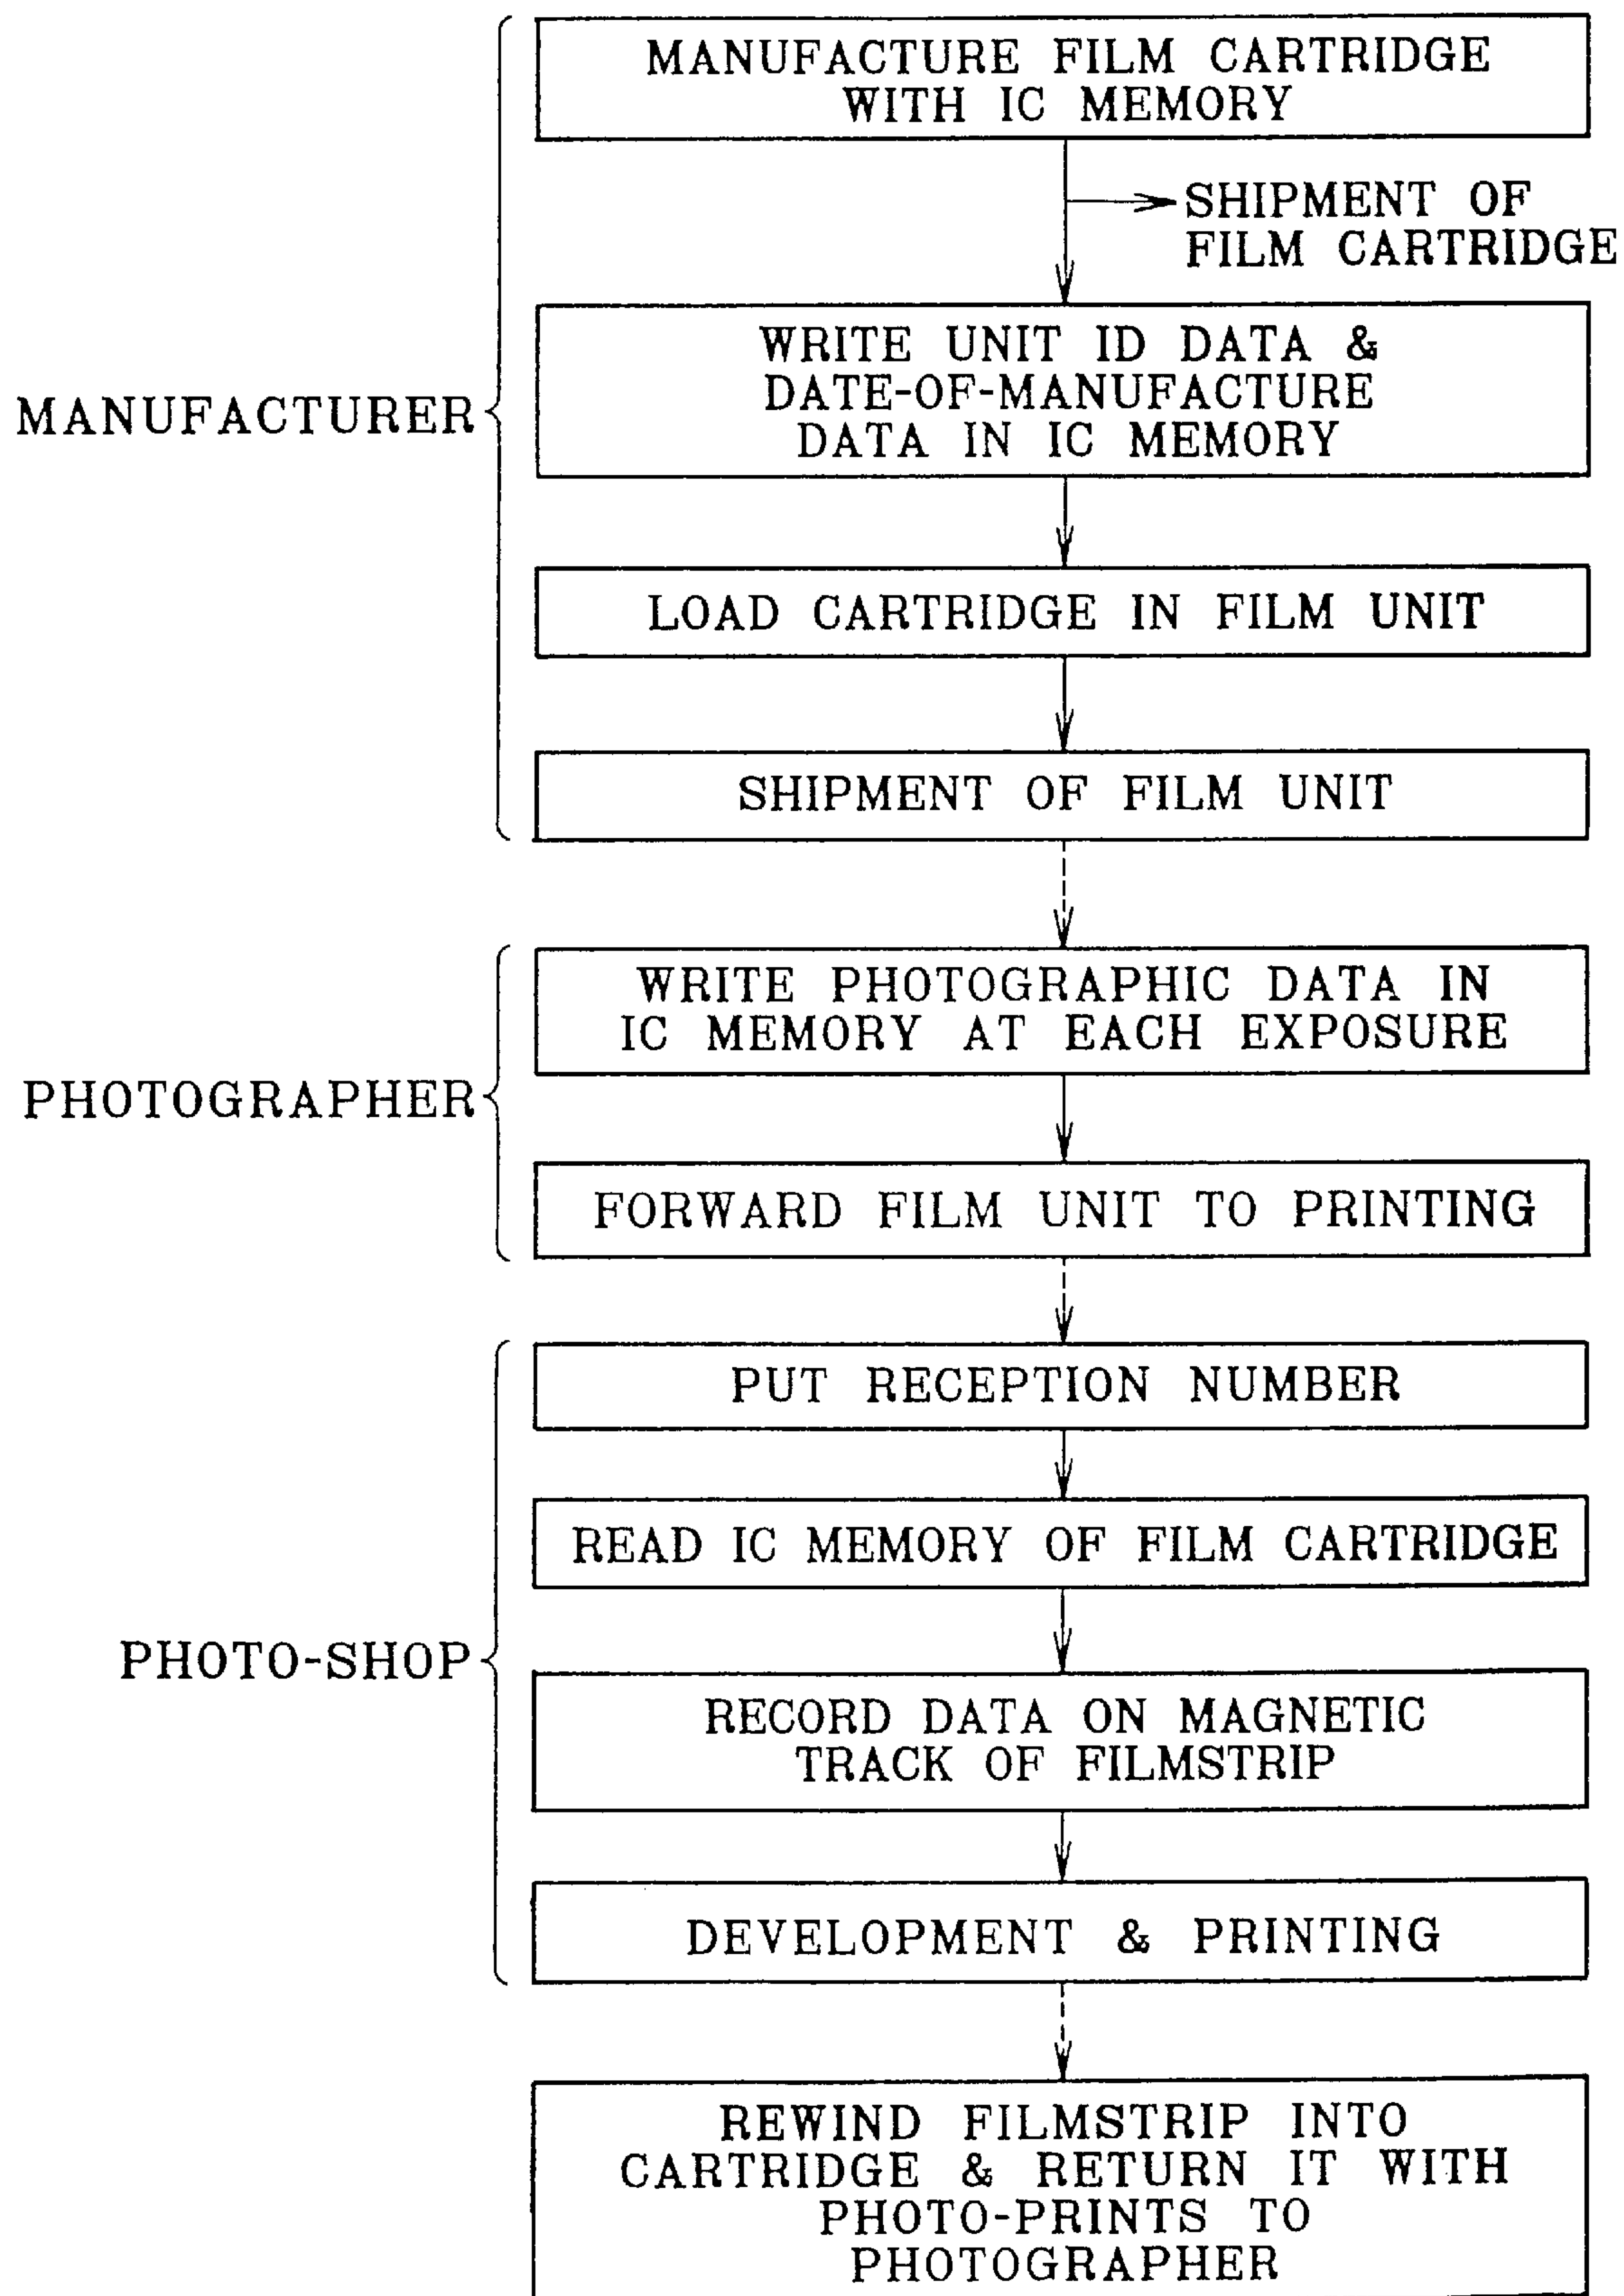 MANUFACTURE FILM CARTRIDGE
WITH IC MEMORY
SHIPMENT OF
FILM CARTRIDGE
WRITE UNIT ID DATA &
DATE-OF-MANUFACTURE
DATA IN IC MEMORY
MANUFACTURER
LOAD CARTRIDGE IN FILM UNIT
SHIPMENT OF FILM UNIT
WRITE PHOTOGRAPHIC DATA IN
IC MEMORY AT EACH EXPOSURE
PHOTOGRAPHER
FORWARD FILM UNIT TO PRINTING
PUT RECEPTION NUMBER
READ IC MEMORY OF FILM CARTRIDGE
PHOTO-SHOP
RECORD DATA ON MAGNETIC
TRACK OF FILMSTRIP
DEVELOPMENT & PRINTING
REWIND FILMSTRIP INTO
CARTRIDGE & RETURN IT WITH
PHOTO-PRINTS TO
PHOTOGRAPHER